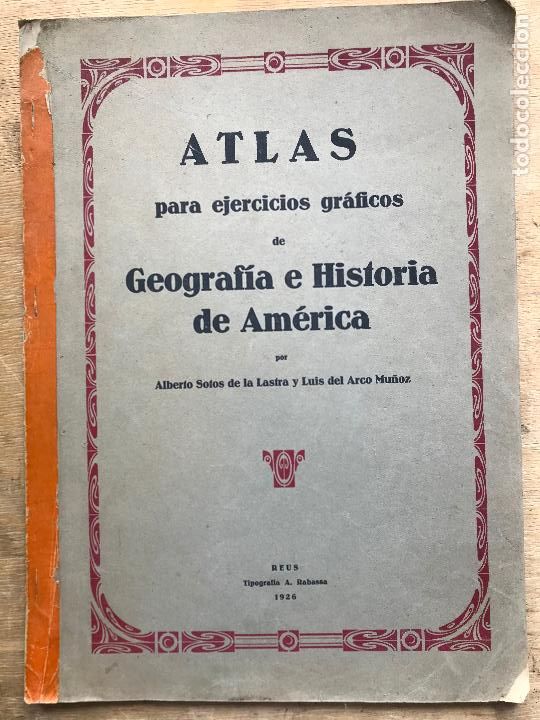 ATLAS
para ejercicios gráficos
de
Geografía e Historia
de América
por
Alberto Sotos de la Lastra y Luis del Arco Muñoz
REUS
Tipografía A. Rabassa
1926
todocoleccion